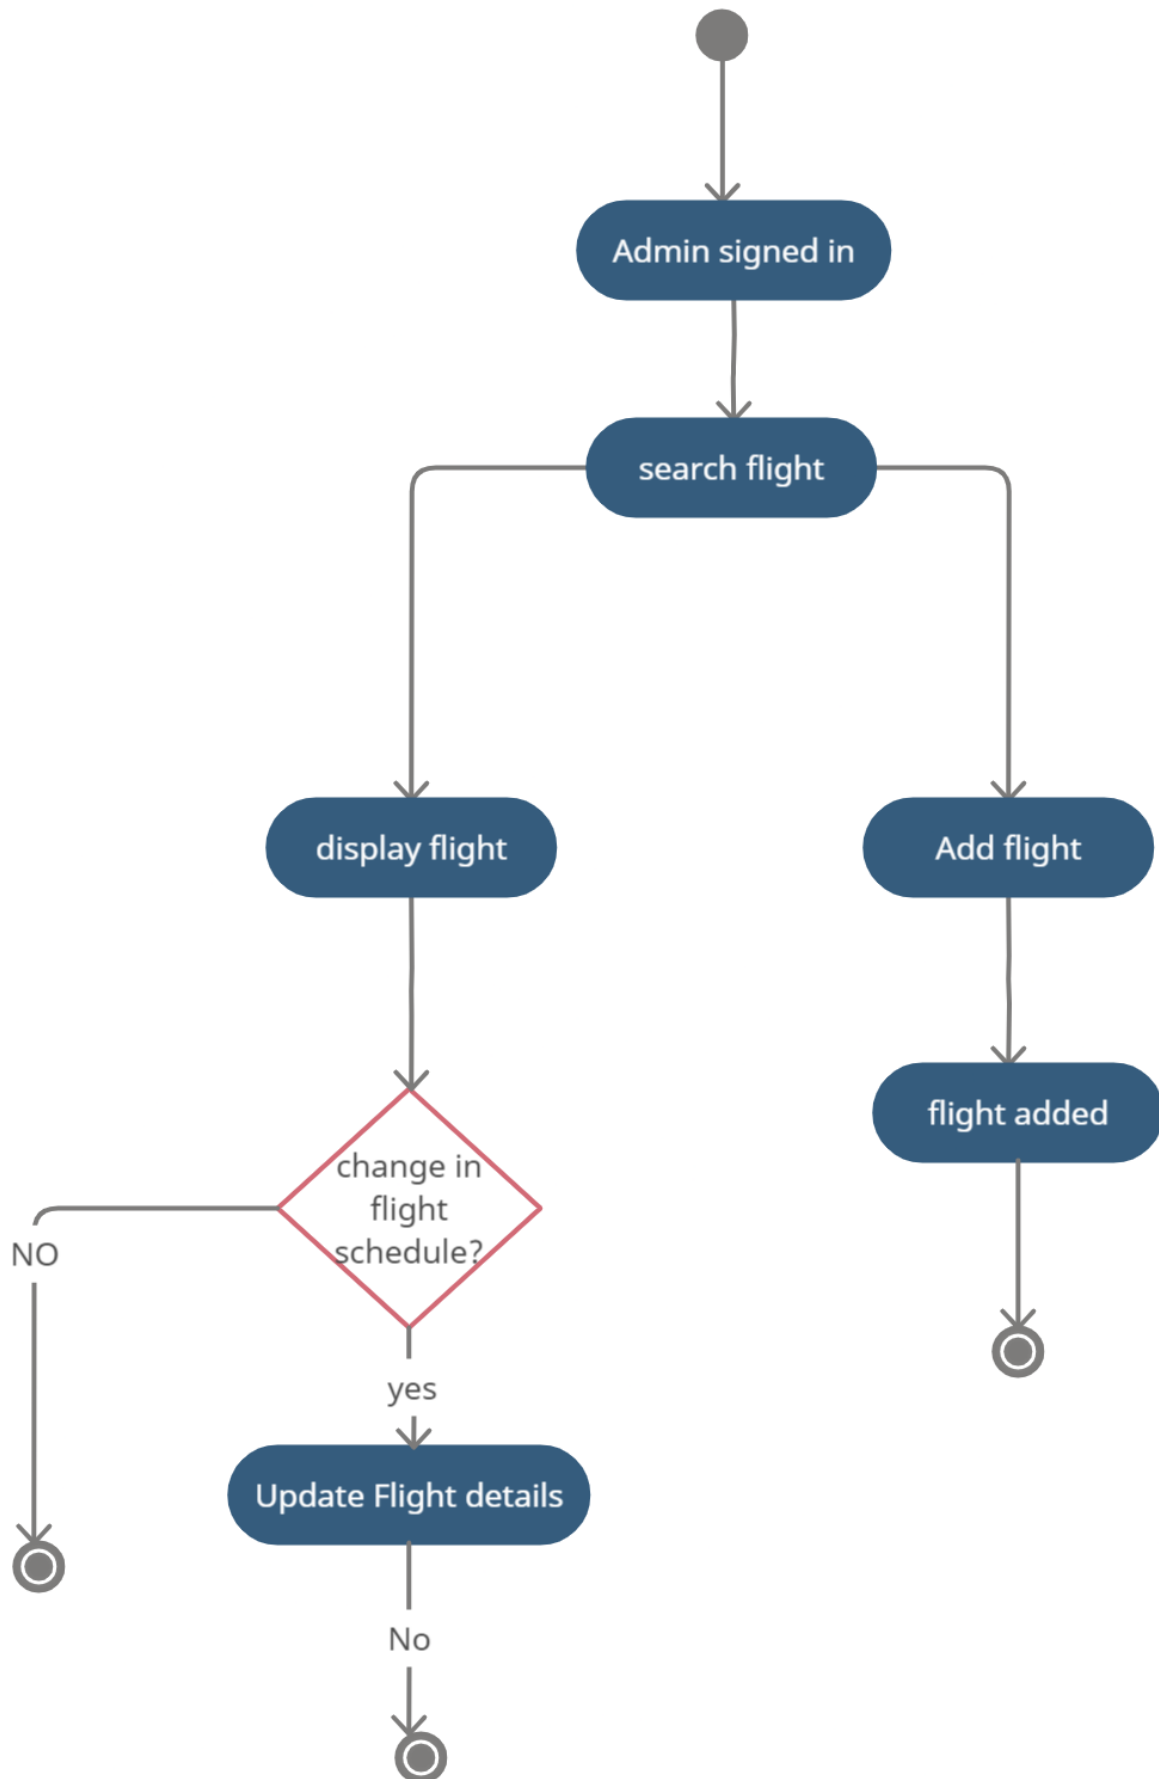 Admin signed in
search flight
display flight
Add flight
flight added
change in
flight
schedule?
NO
yes
Update Flight details
No